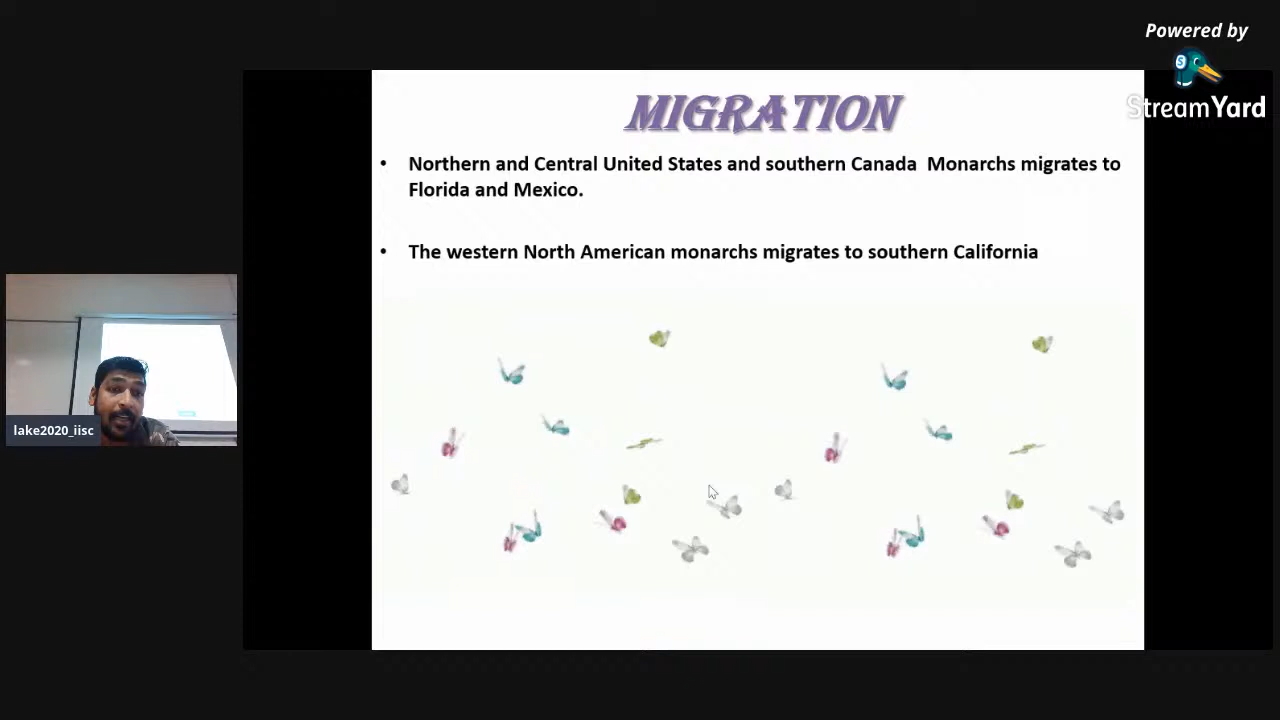 Powered by
StreamYard
MIGRATION
• Northern and Central United States and southern Canada Monarchs migrates to
Florida and Mexico.
• The western North American monarchs migrates to southern California
lake2020_iisc